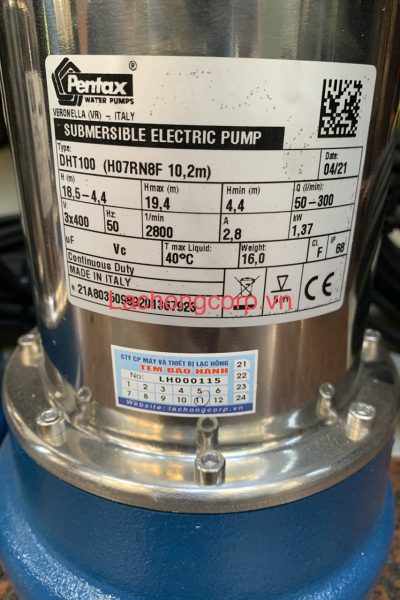 Pentax ®
WATER PUMPS
VERONELLA (VR) - ITALY
SUBMERSIBLE ELECTRIC PUMP
Type: Date:
DHT100 (H07RN8F 10,2m) 04/21
H (m) Hmax (m) Hmin (m) Q (l/min):
18,5-4,4 19,4 4,4 50-300
V: Hz: 1/min A kW
3x400 50 2800 2,8 1,37
uF Vc T max Liquid: Weight: CL IP
40°C 16,0 F 68
Continuous Duty
MADE IN ITALY
CE
Lachongcorp.vn
CTY CP MÁY VÀ THIẾT BỊ LẠC HỒNG 21
TEM BẢO HÀNH 22
No: LH000115
1 2 3 4 5 6 23
7 8 9 10 11 12 24
Website: lachongcorp.vn